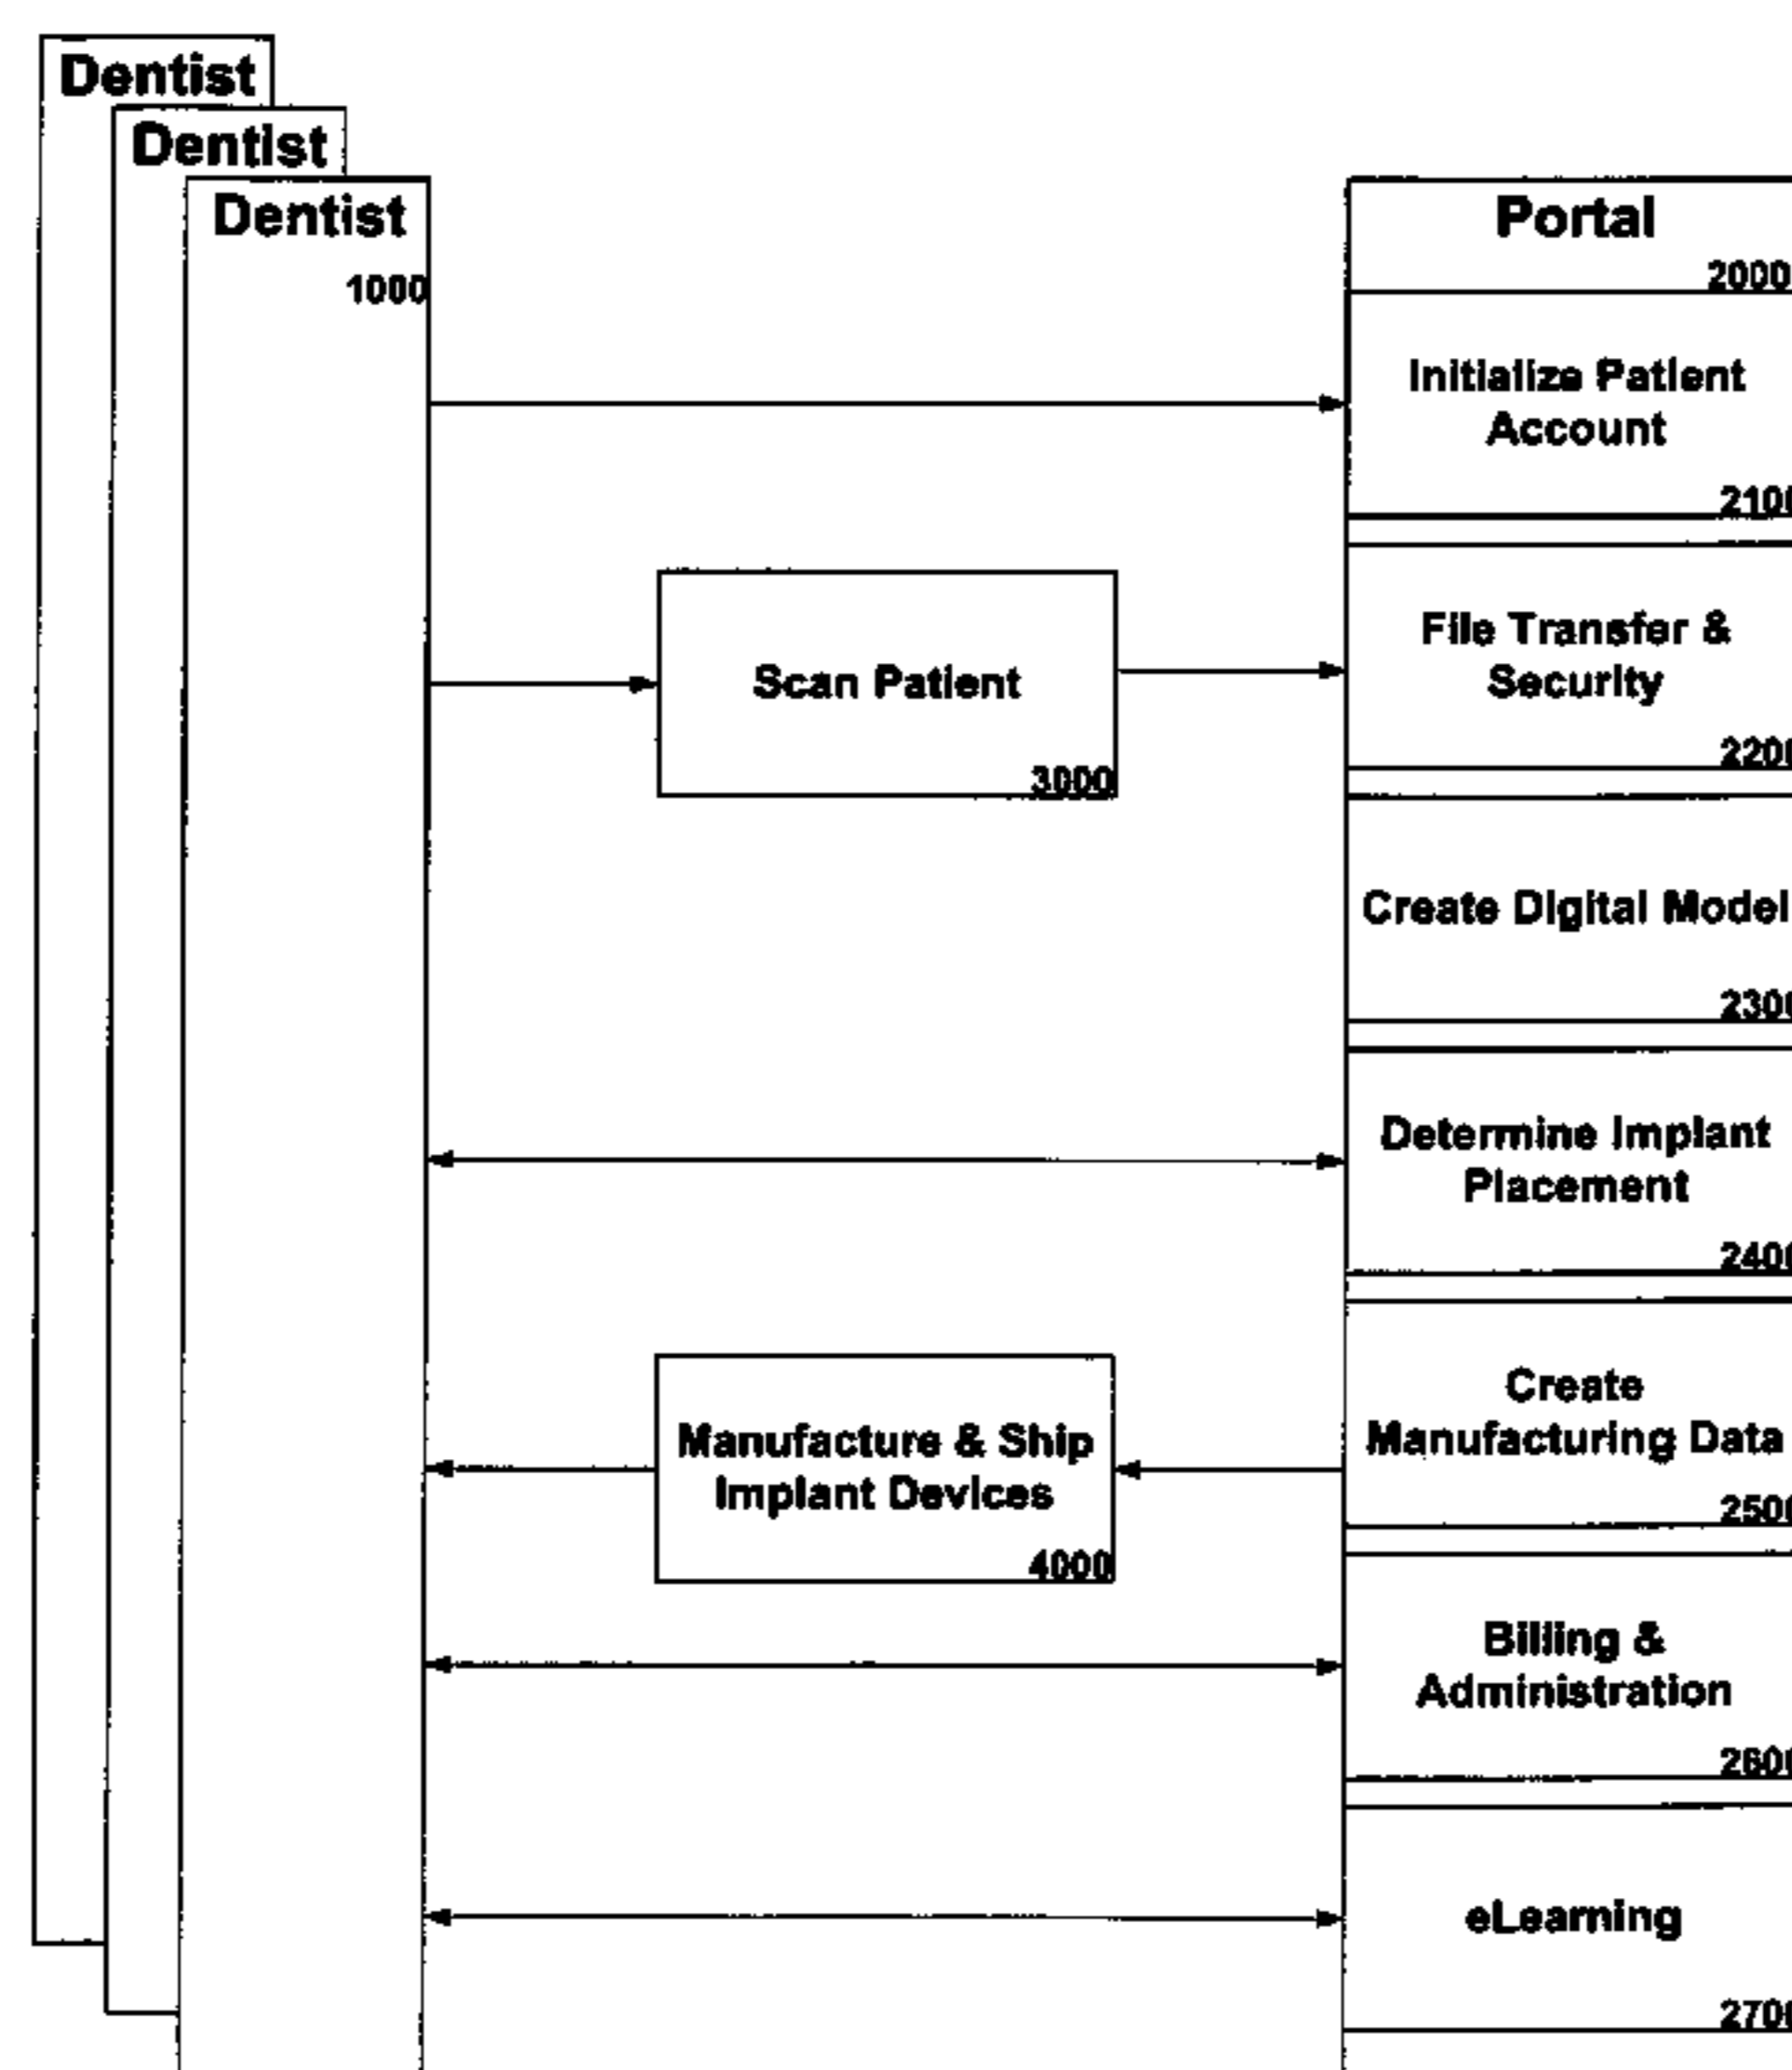 Dentist
Dentist
Dentist
1000
Portal
2000
Initialize Patient
Account
2100
File Transfer &
Security
2200
Scan Patient
3000
Create Digital Model
2300
Determine Implant
Placement
2400
Create
Manufacturing Data
2500
Manufacture & Ship
Implant Devices
4000
Billing &
Administration
2600
eLearning
2700